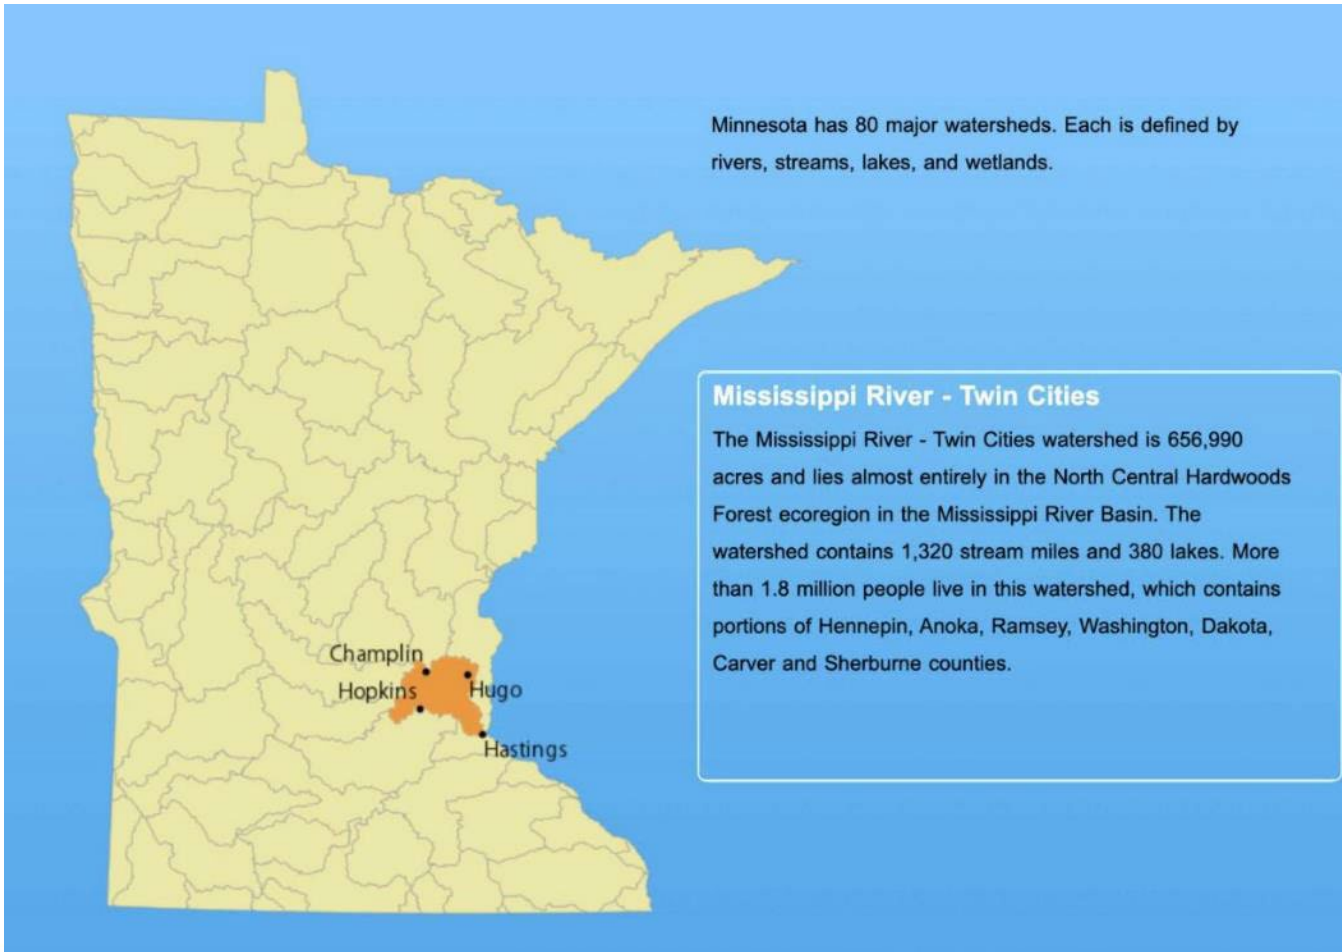 Minnesota has 80 major watersheds. Each is defined by
rivers, streams, lakes, and wetlands.
Mississippi River - Twin Cities
The Mississippi River - Twin Cities watershed is 656,990
acres and lies almost entirely in the North Central Hardwoods
Forest ecoregion in the Mississippi River Basin. The
watershed contains 1,320 stream miles and 380 lakes. More
than 1.8 million people live in this watershed, which contains
portions of Hennepin, Anoka, Ramsey, Washington, Dakota,
Carver and Sherburne counties.
Champlin
Hopkins
Hugo
Hastings